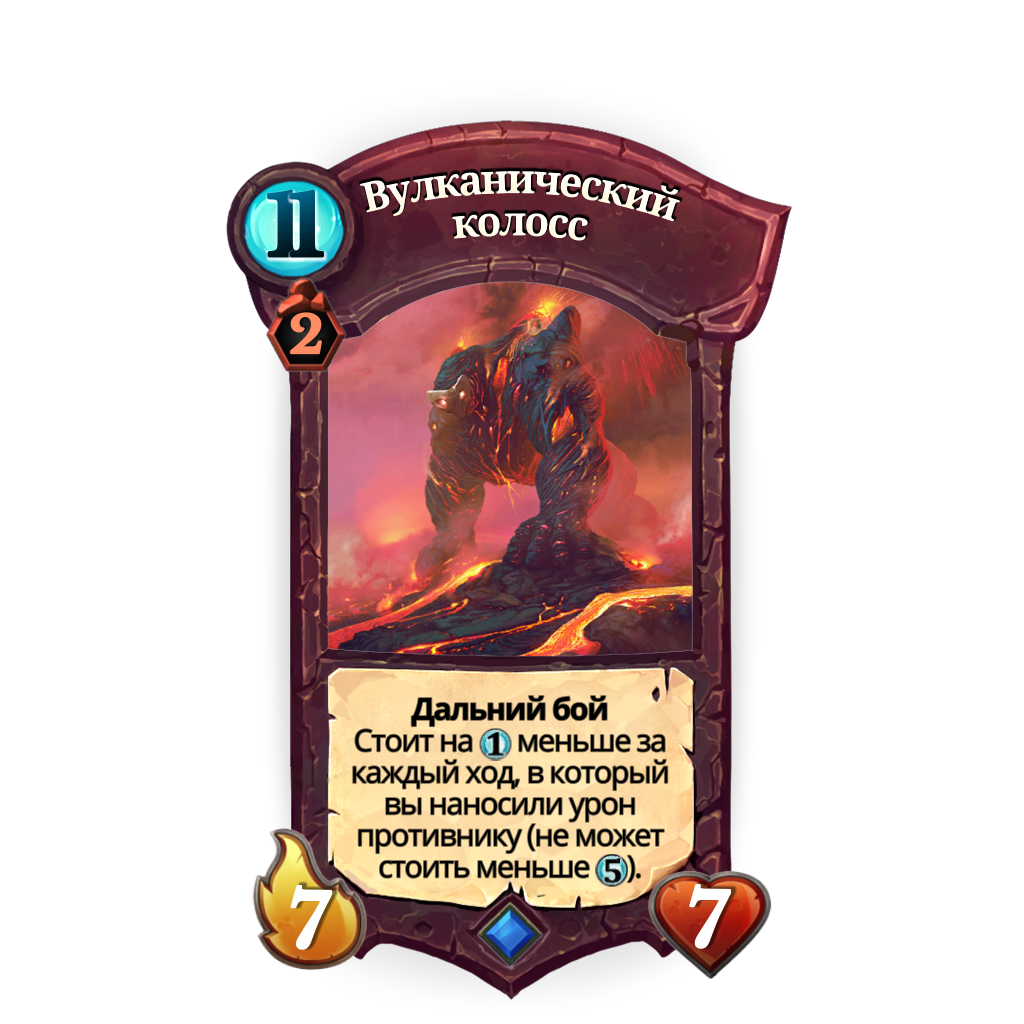 11
Вулканический
колосс
2
Дальний бой
Стоит на 1 меньше за
каждый ход, в который
вы наносили урон
противнику (не может
стоить меньше 5).
7
7